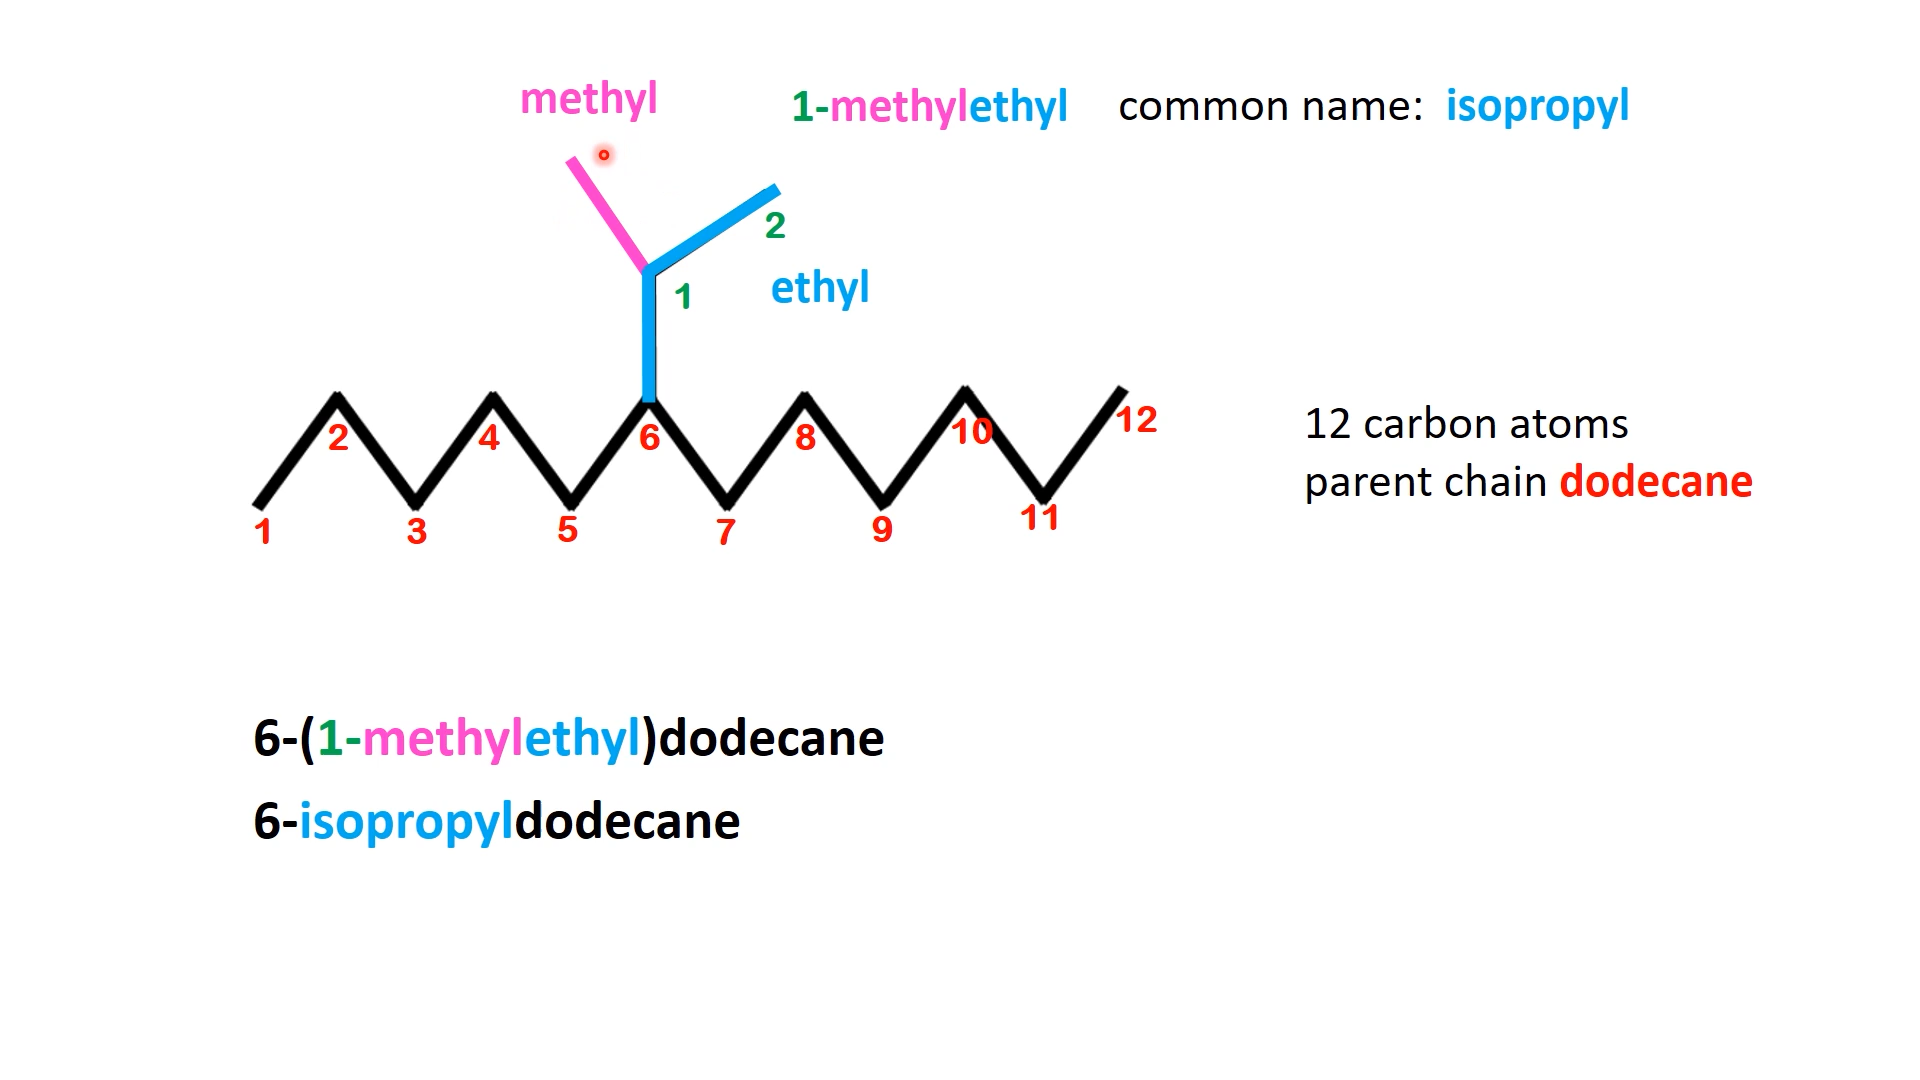 methyl
1-methylethyl common name: isopropyl
2
1
ethyl
2 4 6 8 10 12
1 3 5 7 9 11
12 carbon atoms
parent chain dodecane
6-(1-methylethyl)dodecane
6-isopropyldodecane